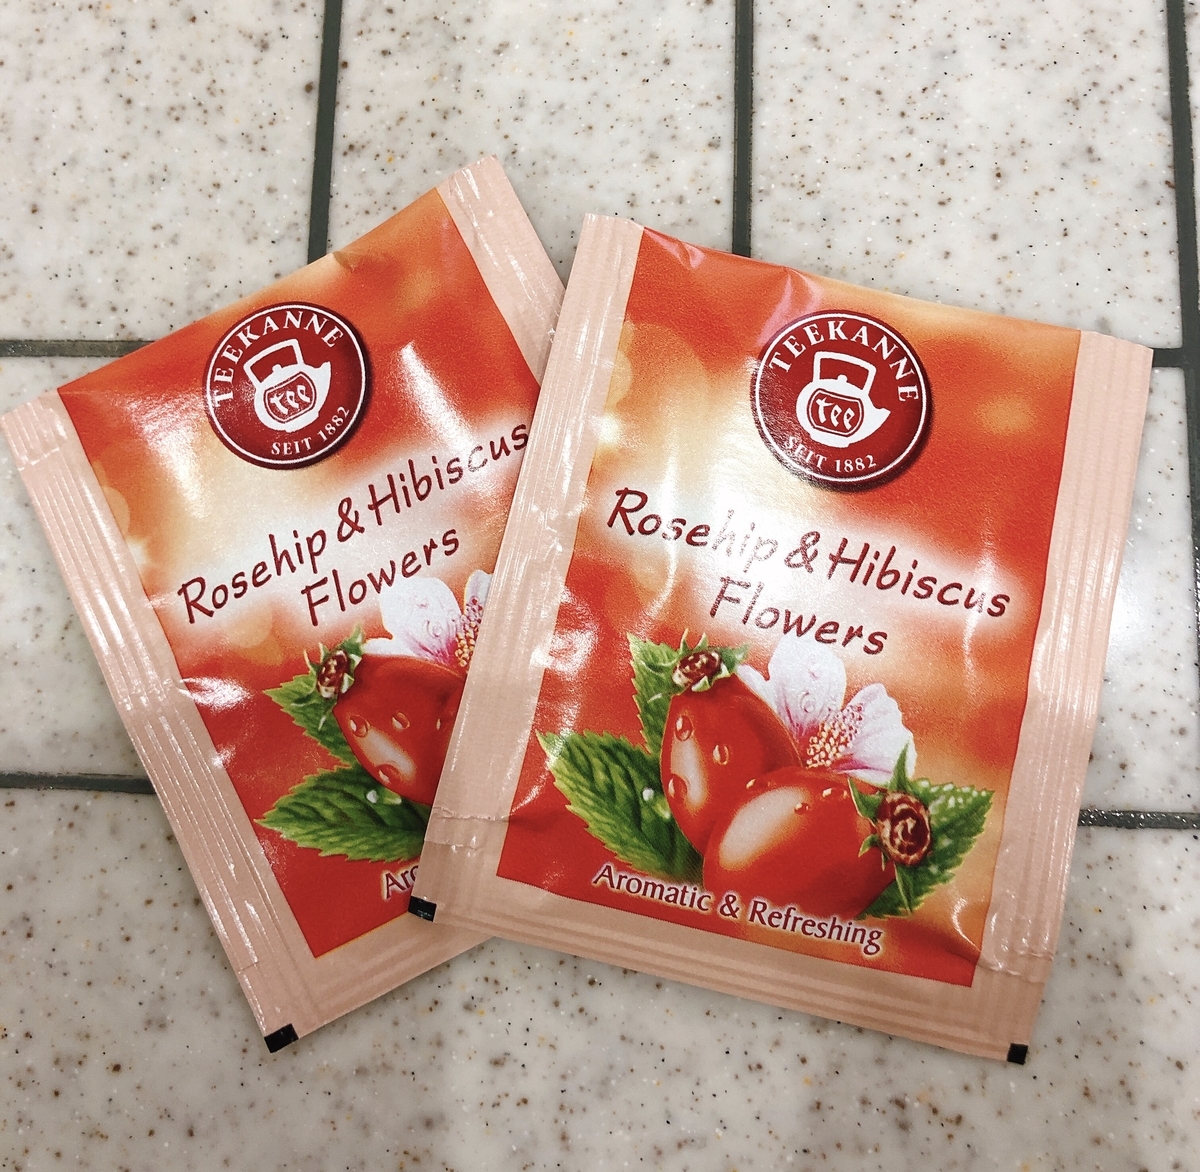 TEEKANNE
tee
SEIT 1882
Rosehip & Hibiscus
Flowers
TEEKANNE
tee
SEIT 1882
Rosehip & Hibiscus
Flowers
Aromatic & Refreshing